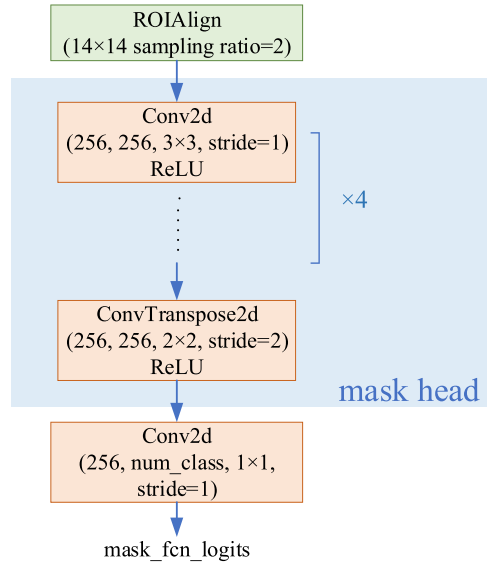 ROIAlign
(14×14 sampling ratio=2)
Conv2d
(256, 256, 3×3, stride=1)
ReLU
×4
ConvTranspose2d
(256, 256, 2×2, stride=2)
ReLU
mask head
Conv2d
(256, num_class, 1×1,
stride=1)
mask_fcn_logits